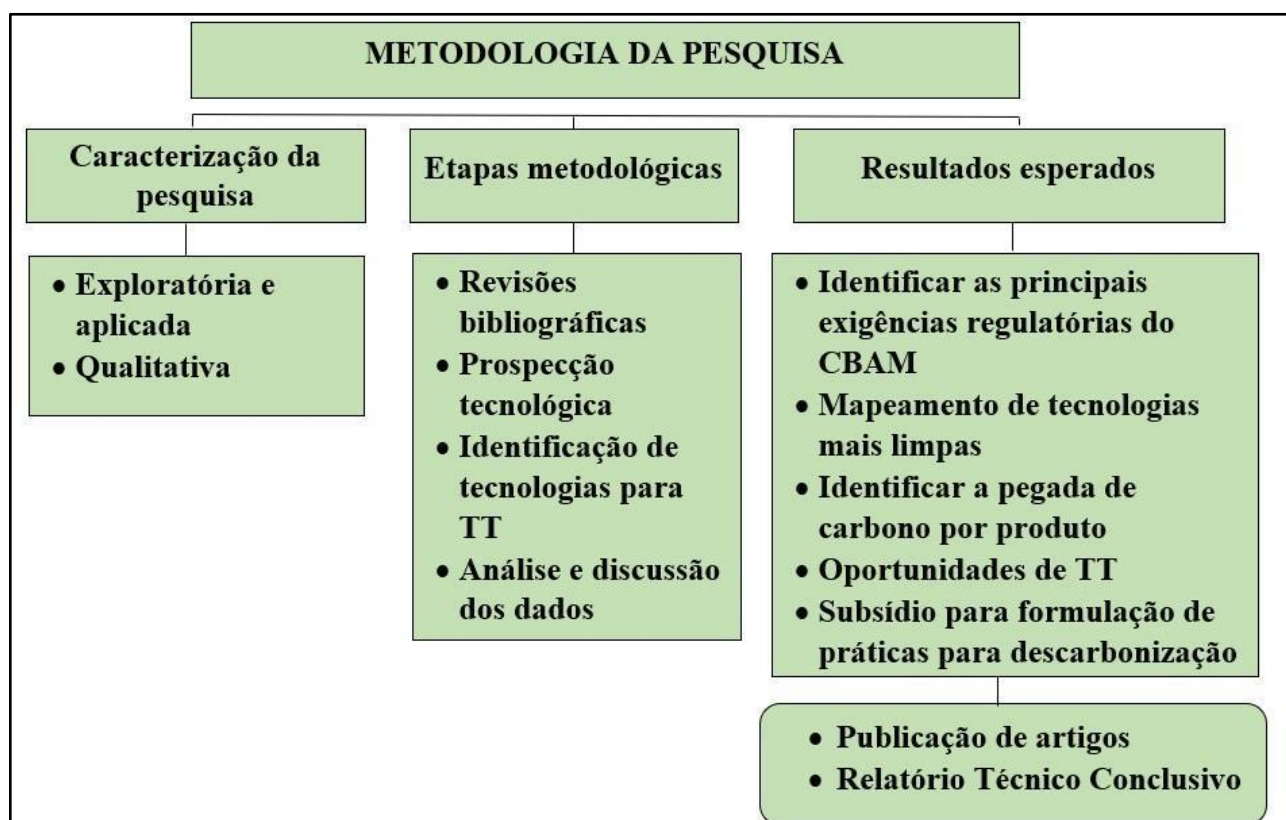 METODOLOGIA DA PESQUISA
Caracterização da
pesquisa
• Exploratória e
aplicada
• Qualitativa
Etapas metodológicas
• Revisões
bibliográficas
• Prospecção
tecnológica
• Identificação de
tecnologias para
TT
• Análise e discussão
dos dados
Resultados esperados
• Identificar as principais
exigências regulatórias do
CBAM
• Mapeamento de tecnologias
mais limpas
• Identificar a pegada de
carbono por produto
• Oportunidades de TT
• Subsídio para formulação de
práticas para descarbonização
• Publicação de artigos
• Relatório Técnico Conclusivo